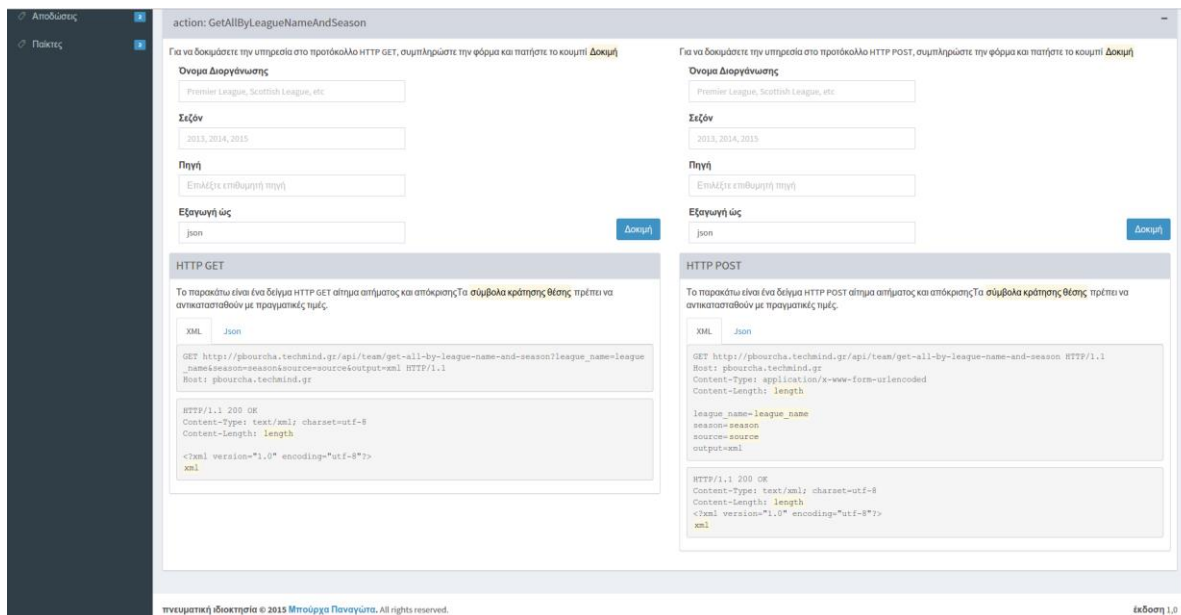 Αποδώσεις 3
Παίκτες 3
action: GetAllByLeagueNameAndSeason −
Για να δοκιμάσετε την υπηρεσία στο πρωτόκολλο HTTP GET, συμπληρώστε την φόρμα και πατήστε το κουμπί Δοκιμή
Όνομα Διοργάνωσης
Premier League, Scottish League, etc
Σεζόν
2013, 2014, 2015
Πηγή
Επιλέξτε επιθυμητή πηγή
Εξαγωγή ώς
json
Δοκιμή
HTTP GET
Το παρακάτω είναι ένα δείγμα HTTP GET αίτημα αιτήματος και απόκρισηςΤα σύμβολα κράτησης θέσης πρέπει να
αντικατασταθούν με πραγματικές τιμές.
XML Json
GET http://pbourcha.techmind.gr/api/team/get-all-by-league-name-and-season?league_name=league
_name&season=season&source=source&output=xml HTTP/1.1
Host: pbourcha.techmind.gr
HTTP/1.1 200 OK
Content-Type: text/xml; charset=utf-8
Content-Length: length
<?xml version="1.0" encoding="utf-8"?>
xml
Για να δοκιμάσετε την υπηρεσία στο προτόκολλο HTTP POST, συμπληρώστε την φόρμα και πατήστε το κουμπί Δοκιμή
Όνομα Διοργάνωσης
Premier League, Scottish League, etc
Σεζόν
2013, 2014, 2015
Πηγή
Επιλέξτε επιθυμητή πηγή
Εξαγωγή ώς
json
Δοκιμή
HTTP POST
Το παρακάτω είναι ένα δείγμα HTTP POST αίτημα αιτήματος και απόκρισηςΤα σύμβολα κράτησης θέσης πρέπει να
αντικατασταθούν με πραγματικές τιμές.
XML Json
GET http://pbourcha.techmind.gr/api/team/get-all-by-league-name-and-season HTTP/1.1
Host: pbourcha.techmind.gr
Content-Type: application/x-www-form-urlencoded
Content-Length: length
league_name=league_name
season=season
source=source
output=xml
HTTP/1.1 200 OK
Content-Type: text/xml; charset=utf-8
Content-Length: length
<?xml version="1.0" encoding="utf-8"?>
xml
πνευματική ιδιοκτησία © 2015 Μπούρχα Παναγώτα. All rights reserved.
έκδοση 1,0